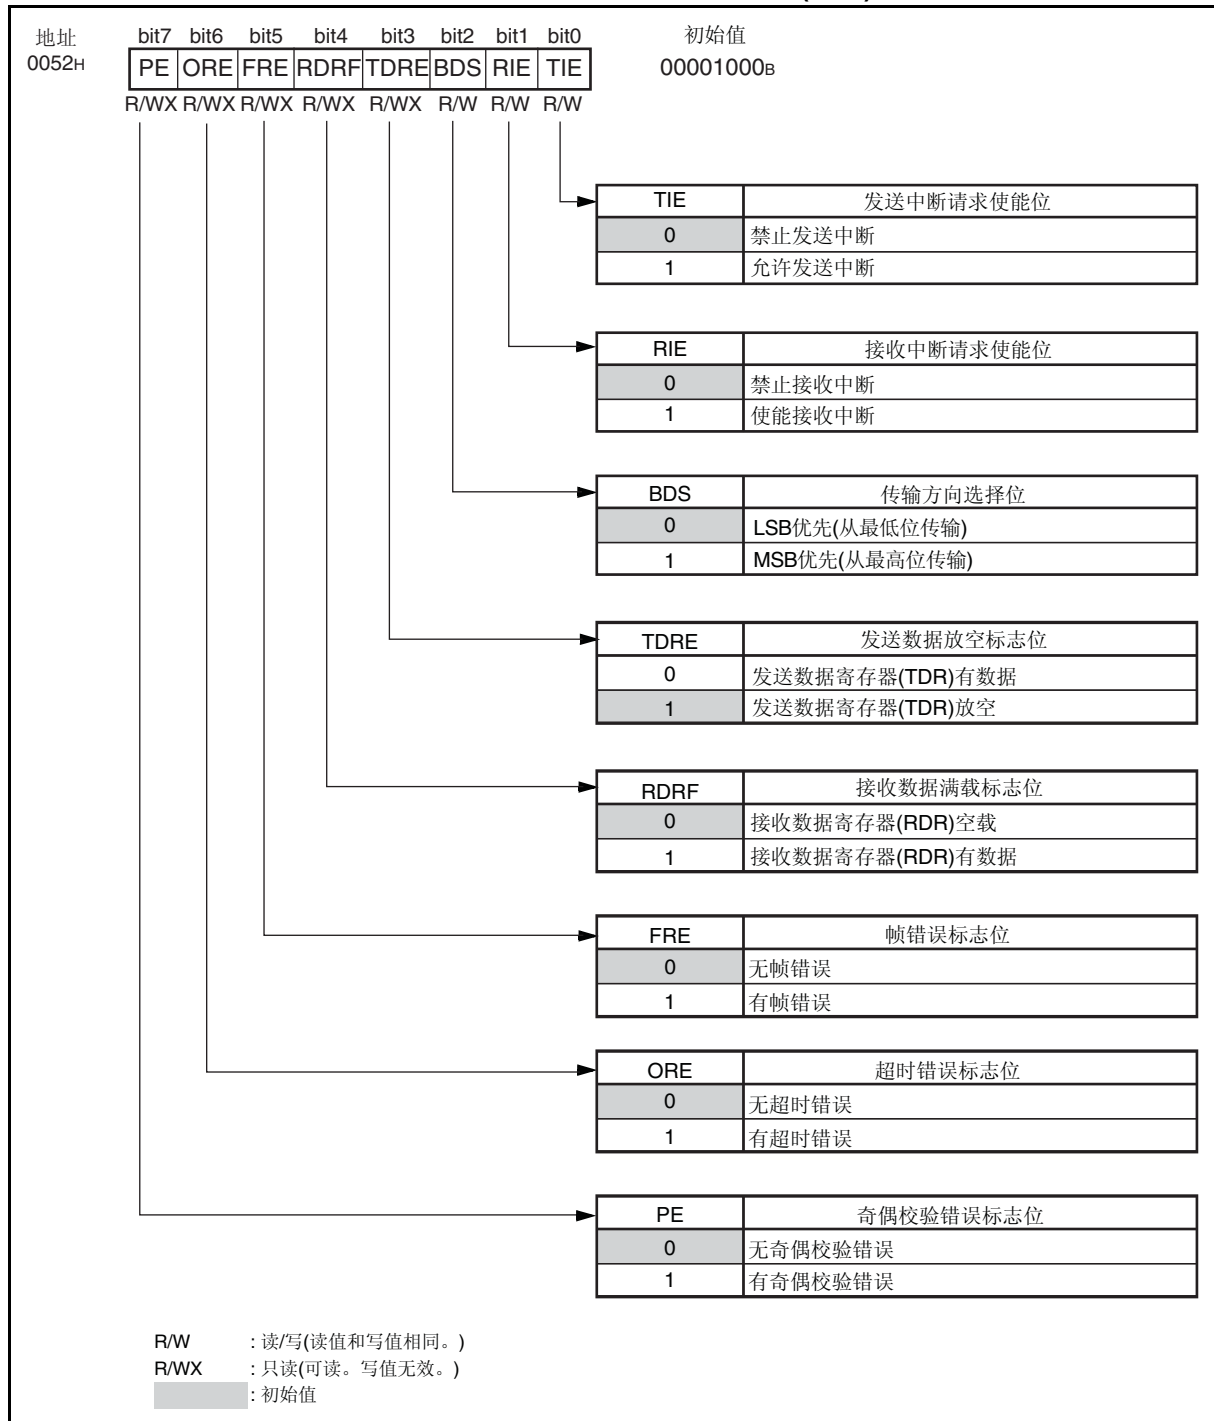 地址 bit7 bit6 bit5 bit4 bit3 bit2 bit1 bit0 初始值
0052H PE ORE FRE RDRF TDRE BDS RIE TIE 00001000B
R/WX R/WX R/WX R/WX R/WX R/W R/W R/W
TIE 发送中断请求使能位
0 禁止发送中断
1 允许发送中断
RIE 接收中断请求使能位
0 禁止接收中断
1 使能接收中断
BDS 传输方向选择位
0 LSB优先(从最低位传输)
1 MSB优先(从最高位传输)
TDRE 发送数据放空标志位
0 发送数据寄存器(TDR)有数据
1 发送数据寄存器(TDR)放空
RDRF 接收数据满载标志位
0 接收数据寄存器(RDR)空载
1 接收数据寄存器(RDR)有数据
FRE 帧错误标志位
0 无帧错误
1 有帧错误
ORE 超时错误标志位
0 无超时错误
1 有超时错误
PE 奇偶校验错误标志位
0 无奇偶校验错误
1 有奇偶校验错误
R/W : 读/写(读值和写值相同。)
R/WX : 只读(可读。写值无效。)
: 初始值